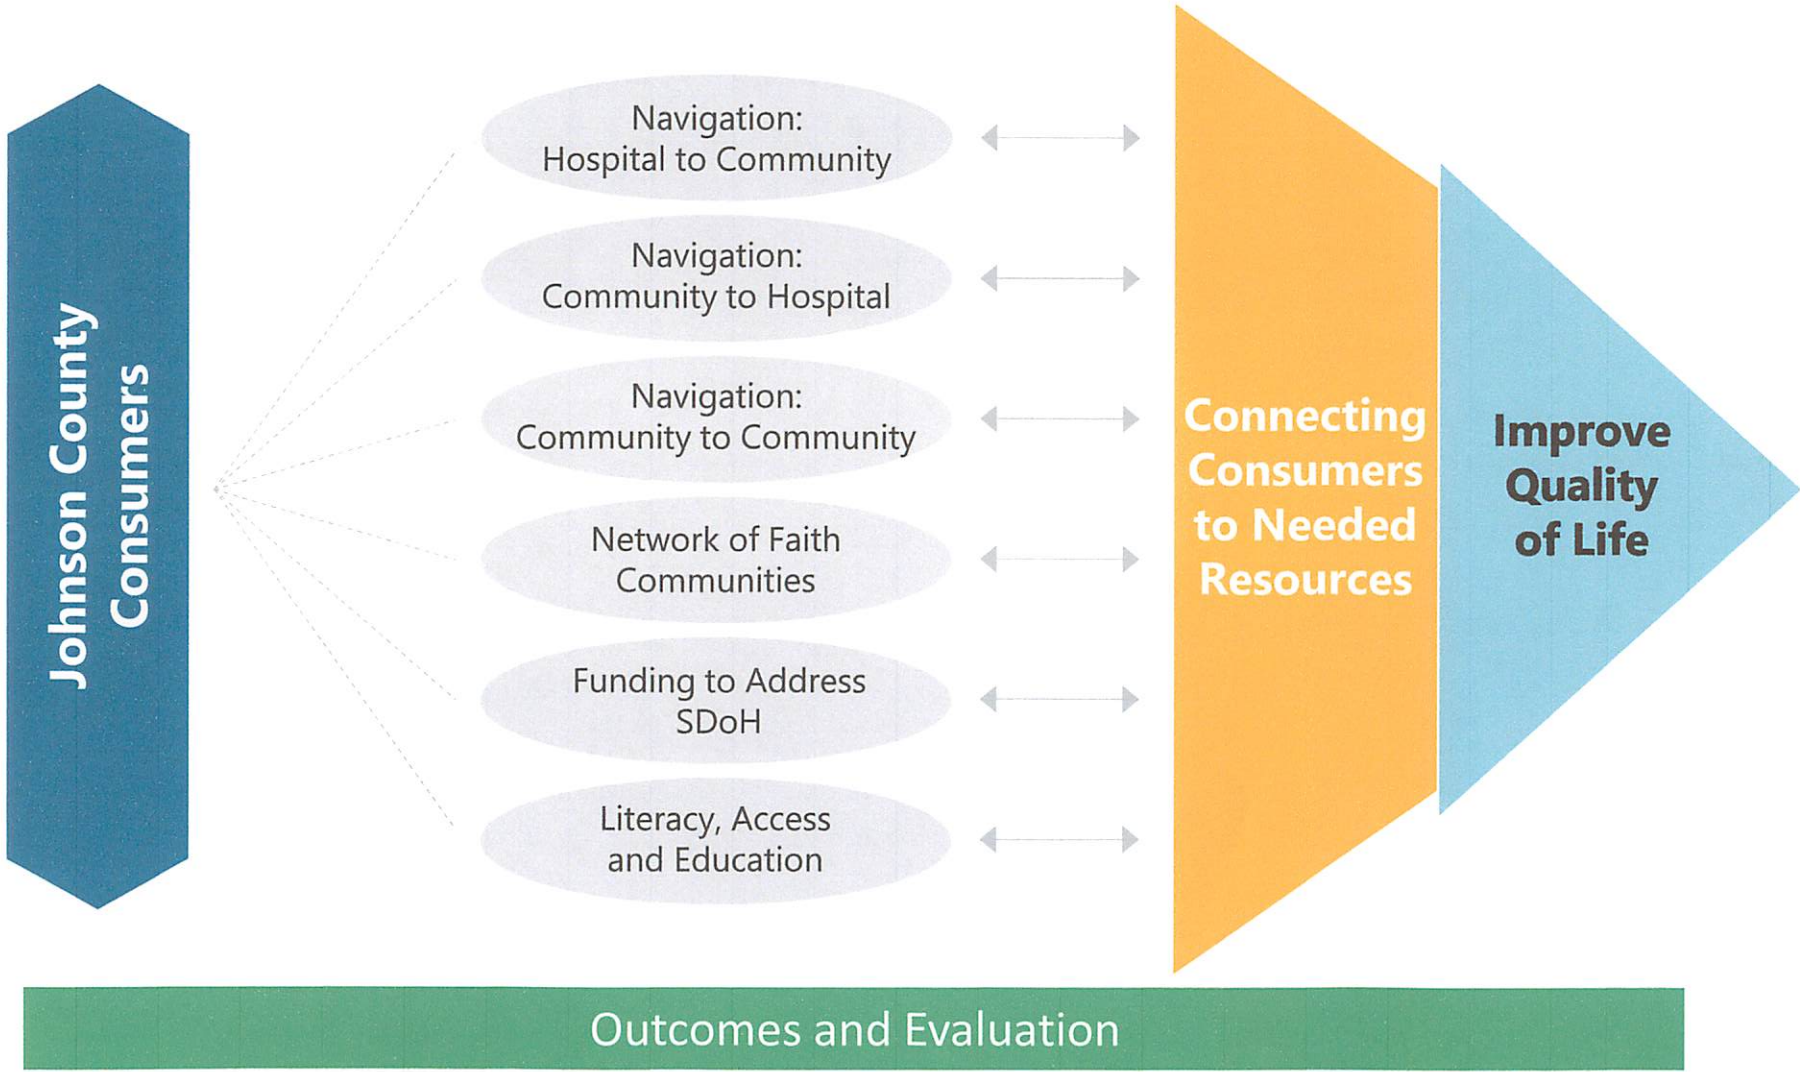 Johnson County
Consumers
Navigation:
Hospital to Community
Navigation:
Community to Hospital
Navigation:
Community to Community
Network of Faith
Communities
Funding to Address
SDoH
Literacy, Access
and Education
Connecting
Consumers
to Needed
Resources
Improve
Quality
of Life
Outcomes and Evaluation